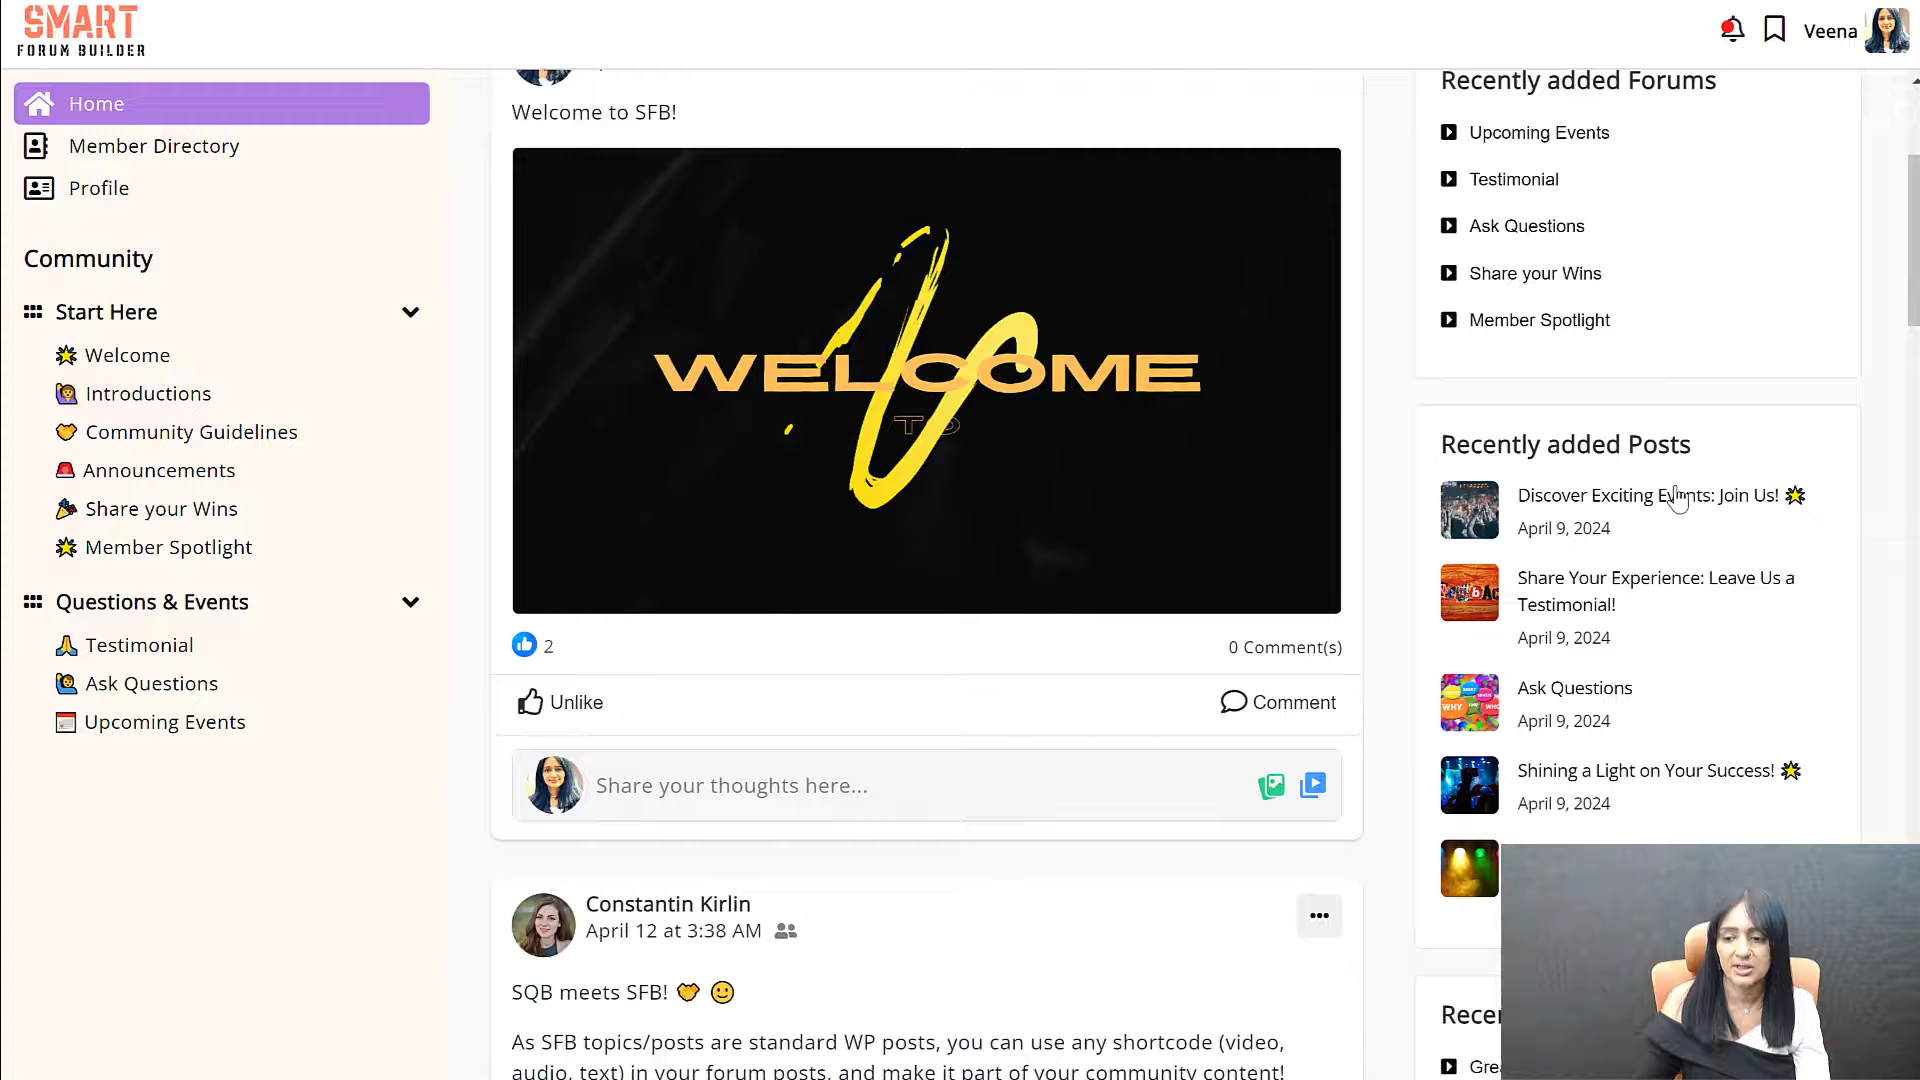 SMART
FORUM BUILDER
Veena
Home
Member Directory
Profile
Community
Start Here
Welcome
Introductions
Community Guidelines
Announcements
Share your Wins
Member Spotlight
Questions & Events
Testimonial
Ask Questions
Upcoming Events
Welcome to SFB!
WELCOME
TO
2
0 Comment(s)
Unlike
Comment
Share your thoughts here...
Constantin Kirlin
April 12 at 3:38 AM
SQB meets SFB!
As SFB topics/posts are standard WP posts, you can use any shortcode (video,
audio, text) in your forum posts, and make it part of your community content!
Recently added Forums
Upcoming Events
Testimonial
Ask Questions
Share your Wins
Member Spotlight
Recently added Posts
Discover Exciting Events: Join Us!
April 9, 2024
Share Your Experience: Leave Us a
Testimonial!
April 9, 2024
WHY
Ask Questions
April 9, 2024
Shining a Light on Your Success!
April 9, 2024